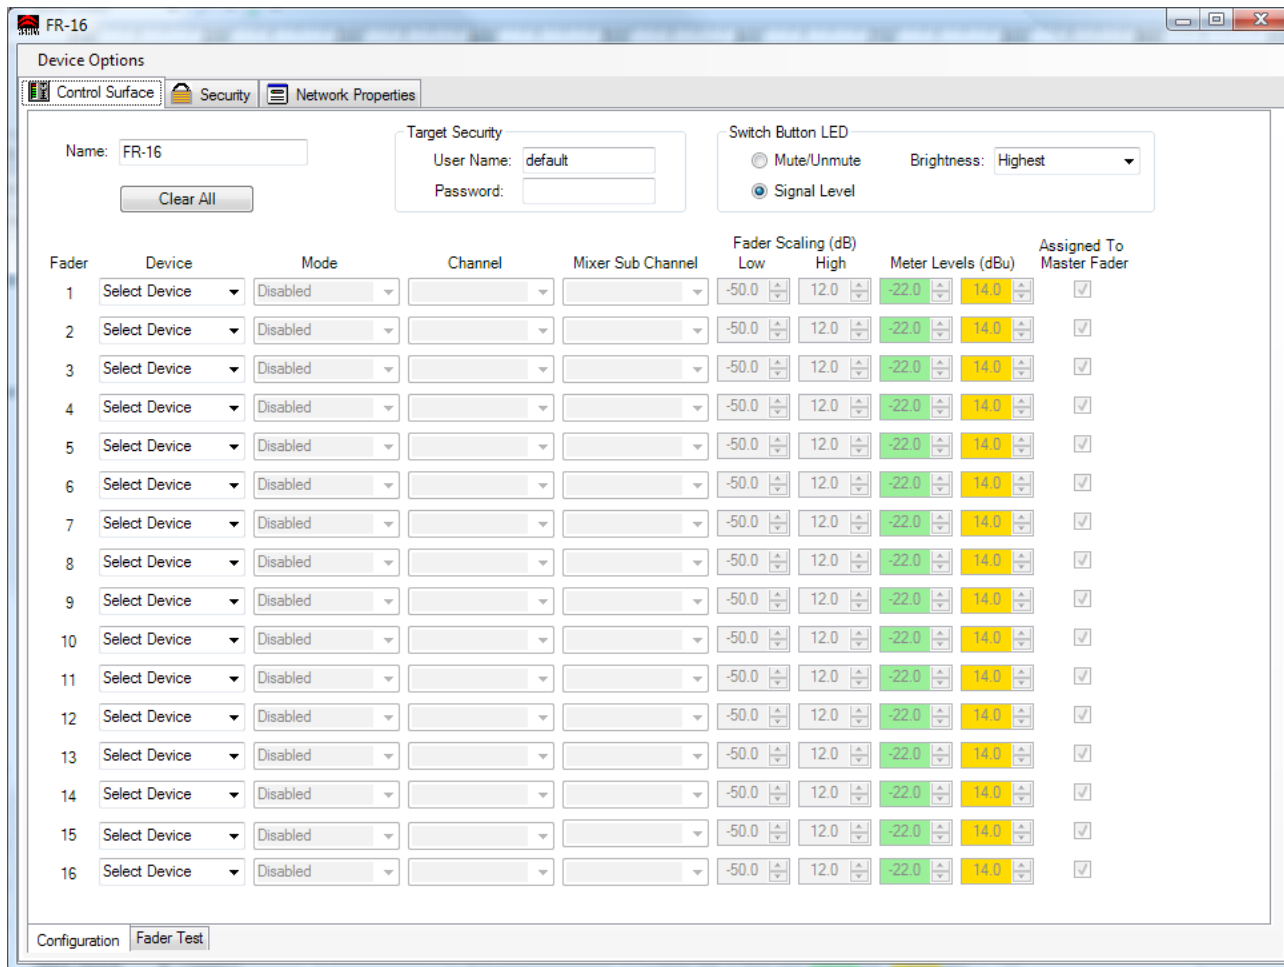 FR-16
Device Options
Control Surface Security Network Properties
Name: FR-16
Clear All
Target Security
User Name: default
Password:
Switch Button LED
Mute/Unmute Brightness: Highest
Signal Level
Fader Scaling (dB) Assigned To
Fader Device Mode Channel Mixer Sub Channel Low High Meter Levels (dBu) Master Fader
1 Select Device Disabled -50.0 12.0 -22.0 14.0
2 Select Device Disabled -50.0 12.0 -22.0 14.0
3 Select Device Disabled -50.0 12.0 -22.0 14.0
4 Select Device Disabled -50.0 12.0 -22.0 14.0
5 Select Device Disabled -50.0 12.0 -22.0 14.0
6 Select Device Disabled -50.0 12.0 -22.0 14.0
7 Select Device Disabled -50.0 12.0 -22.0 14.0
8 Select Device Disabled -50.0 12.0 -22.0 14.0
9 Select Device Disabled -50.0 12.0 -22.0 14.0
10 Select Device Disabled -50.0 12.0 -22.0 14.0
11 Select Device Disabled -50.0 12.0 -22.0 14.0
12 Select Device Disabled -50.0 12.0 -22.0 14.0
13 Select Device Disabled -50.0 12.0 -22.0 14.0
14 Select Device Disabled -50.0 12.0 -22.0 14.0
15 Select Device Disabled -50.0 12.0 -22.0 14.0
16 Select Device Disabled -50.0 12.0 -22.0 14.0
Configuration Fader Test